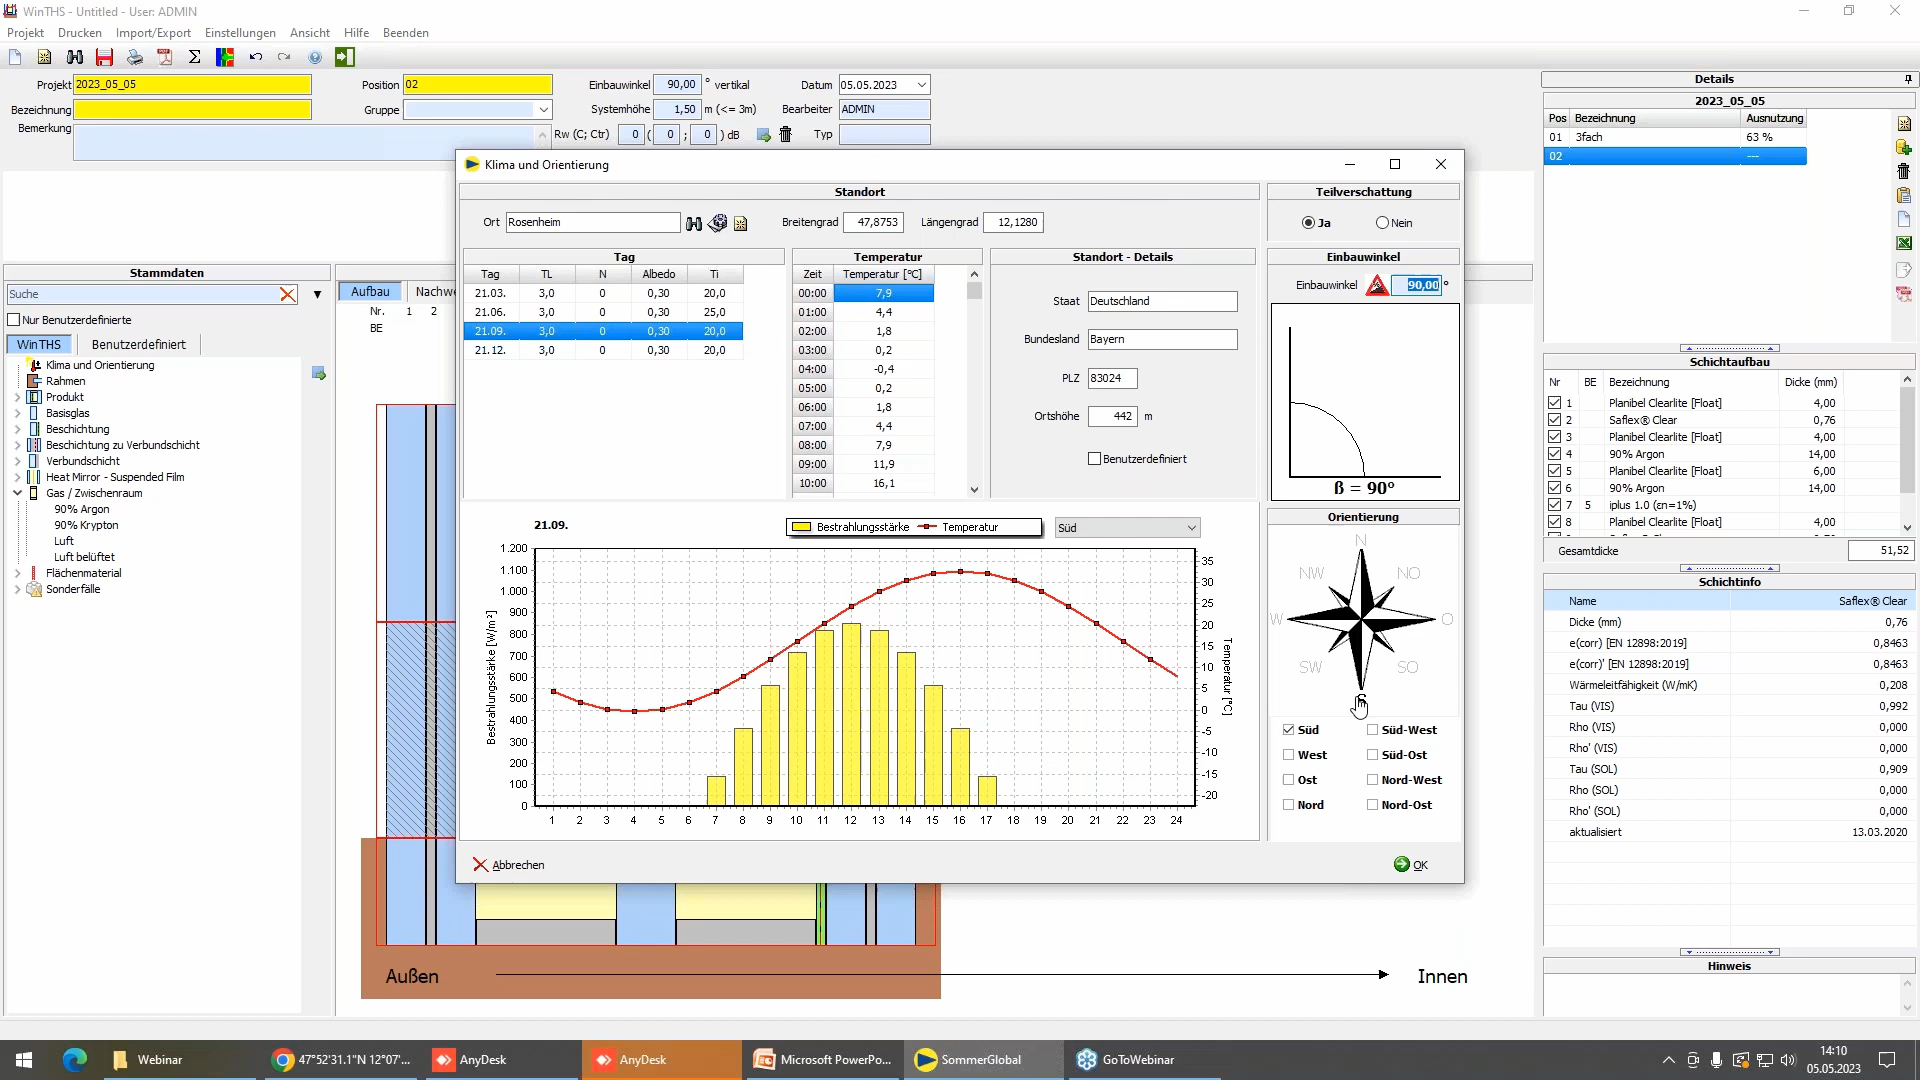 WinTHS - Untitled - User: ADMIN
Projekt Drucken Import/Export Einstellungen Ansicht Hilfe Beenden
Projekt 2023_05_05 Position 02 Einbauwinkel 90,00 ° vertikal Datum 05.05.2023
Bezeichnung Gruppe Systemhöhe 1,50 m (<= 3m) Bearbeiter ADMIN
Bemerkung Rw (C; Ctr) 0 ( 0 ; 0 ) dB Typ
Details
2023_05_05
Pos Bezeichnung Ausnutzung
01 3fach 63 %
02 ---
Stammdaten
Suche
Nur Benutzerdefinierte
WinTHS Benutzerdefiniert
Klima und Orientierung
Rahmen
Produkt
Basisglas
Beschichtung
Beschichtung zu Verbundschicht
Verbundschicht
Heat Mirror - Suspended Film
Gas / Zwischenraum
90% Argon
90% Krypton
Luft
Luft belüftet
Flächenmaterial
Sonderfälle
Aufbau Nachwe
Nr. 1 2
BE
Klima und Orientierung
Standort
Ort Rosenheim Breitengrad 47,8753 Längengrad 12,1280
Tag
Tag TL N Albedo Ti
21.03. 3,0 0 0,30 20,0
21.06. 3,0 0 0,30 25,0
21.09. 3,0 0 0,30 20,0
21.12. 3,0 0 0,30 20,0
Temperatur
Zeit Temperatur [°C]
00:00 7,9
01:00 4,4
02:00 1,8
03:00 0,2
04:00 -0,4
05:00 0,2
06:00 1,8
07:00 4,4
08:00 7,9
09:00 11,9
10:00 16,1
Standort - Details
Staat Deutschland
Bundesland Bayern
PLZ 83024
Ortshöhe 442 m
Benutzerdefiniert
Teilverschattung
Ja Nein
Einbauwinkel
Einbauwinkel 90,00 °
ß = 90°
Orientierung
N
NW NO
W O
SW SO
Süd Süd-West
West Süd-Ost
Ost Nord-West
Nord Nord-Ost
21.09. Bestrahlungsstärke Temperatur Süd
Bestrahlungsstärke [W/m²]
1.200
1.100
1.000
900
800
700
600
500
400
300
200
100
0
35
30
25
20
15
10
5
0
-5
-10
-15
-20
Temperatur [°C]
1 2 3 4 5 6 7 8 9 10 11 12 13 14 15 16 17 18 19 20 21 22 23 24
Abbrechen OK
Außen Innen
Schichtaufbau
Nr BE Bezeichnung Dicke (mm)
1 Planibel Clearlite [Float] 4,00
2 Saflex® Clear 0,76
3 Planibel Clearlite [Float] 4,00
4 90% Argon 14,00
5 Planibel Clearlite [Float] 6,00
6 90% Argon 14,00
7 5 iplus 1.0 (εn=1%)
8 Planibel Clearlite [Float] 4,00
Gesamtdicke 51,52
Schichtinfo
Name Saflex® Clear
Dicke (mm) 0,76
e(corr) [EN 12898:2019] 0,8463
e(corr)' [EN 12898:2019] 0,8463
Wärmeleitfähigkeit (W/mK) 0,208
Tau (VIS) 0,992
Rho (VIS) 0,000
Rho' (VIS) 0,000
Tau (SOL) 0,909
Rho (SOL) 0,000
Rho' (SOL) 0,000
aktualisiert 13.03.2020
Hinweis
Webinar 47°52'31.1"N 12°07'... AnyDesk AnyDesk Microsoft PowerPo... SommerGlobal GoToWebinar
14:10
05.05.2023